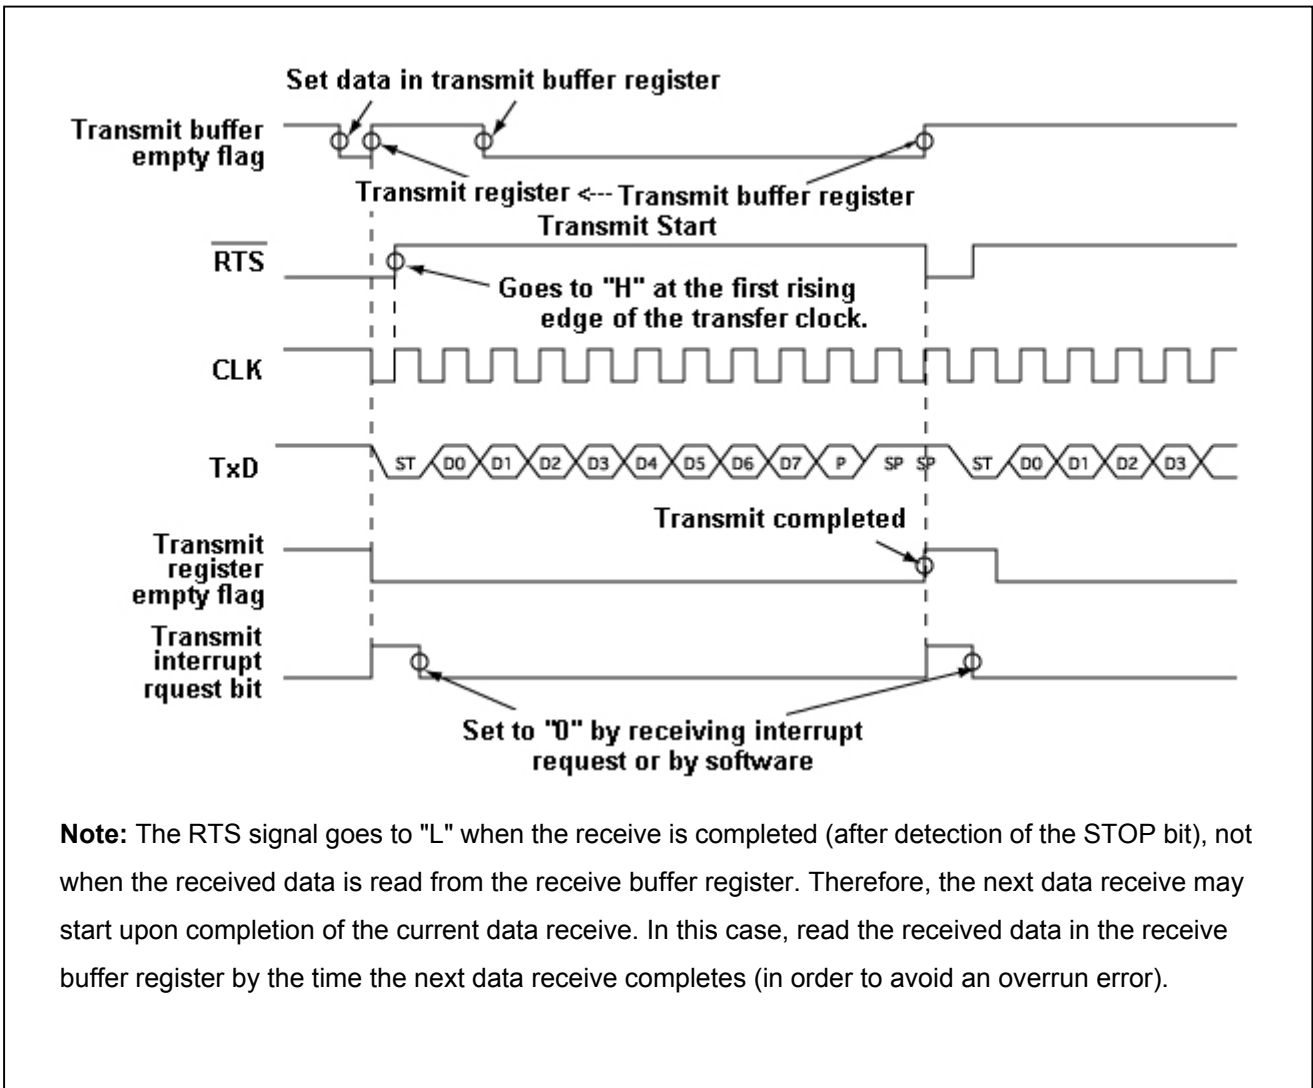 Set data in transmit buffer register
Transmit buffer
empty flag
Transmit register <--- Transmit buffer register
Transmit Start
RTS
Goes to "H" at the first rising
edge of the transfer clock.
CLK
TxD
ST D0 D1 D2 D3 D4 D5 D6 D7 P SP SP ST D0 D1 D2 D3
Transmit completed
Transmit
register
empty flag
Transmit
interrupt
rquest bit
Set to "0" by receiving interrupt
request or by software
Note: The RTS signal goes to "L" when the receive is completed (after detection of the STOP bit), not
when the received data is read from the receive buffer register. Therefore, the next data receive may
start upon completion of the current data receive. In this case, read the received data in the receive
buffer register by the time the next data receive completes (in order to avoid an overrun error).